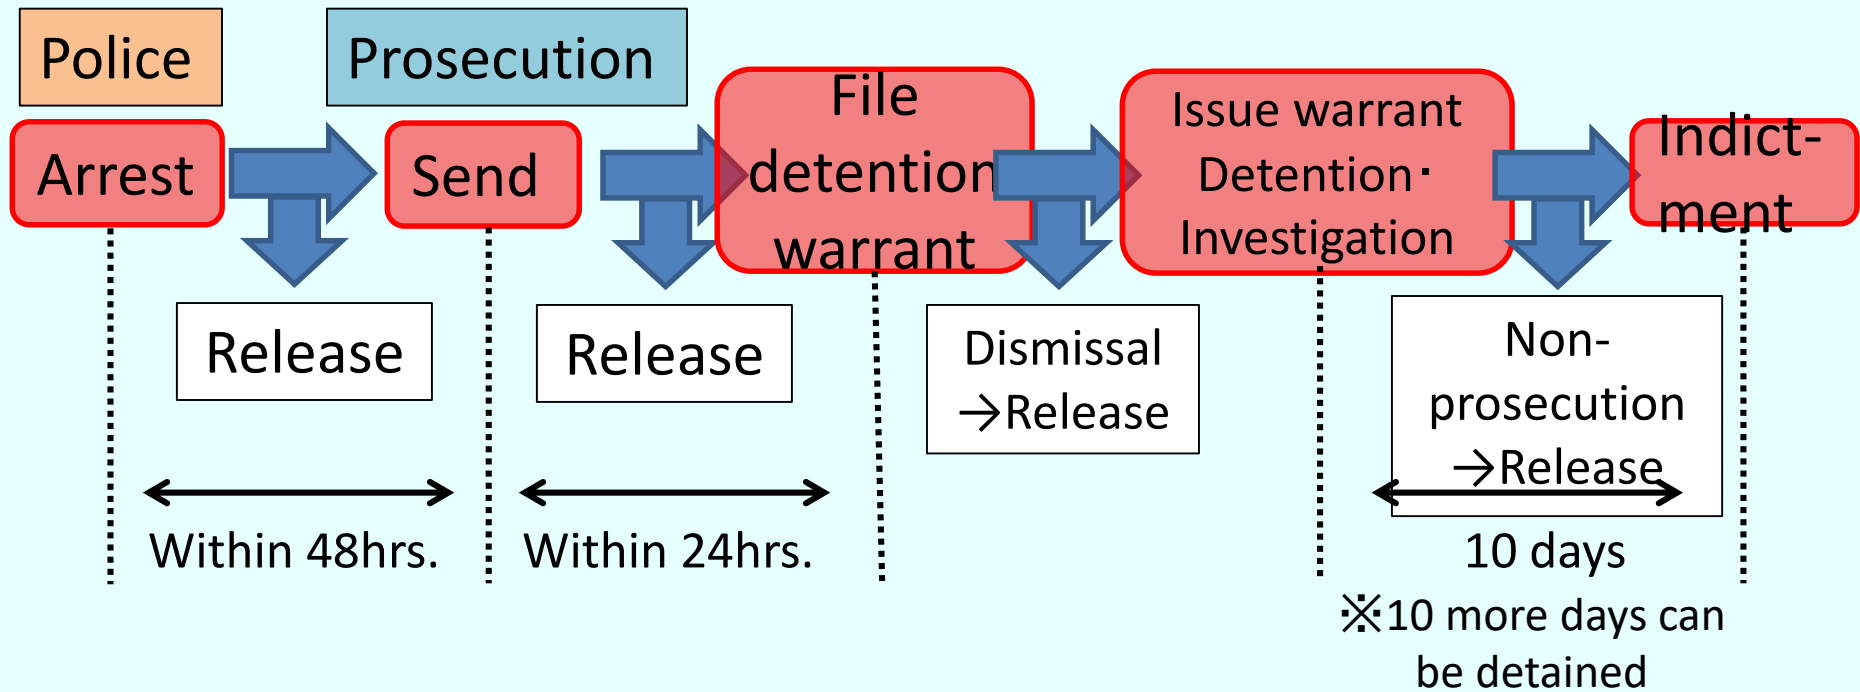 Police
Prosecution
Arrest
Send
File
detention
warrant
Issue warrant
Detention･
Investigation
Indict-
ment
Release
Release
Dismissal
→Release
Non-
prosecution
→Release
Within 48hrs.
Within 24hrs.
10 days
※10 more days can
be detained